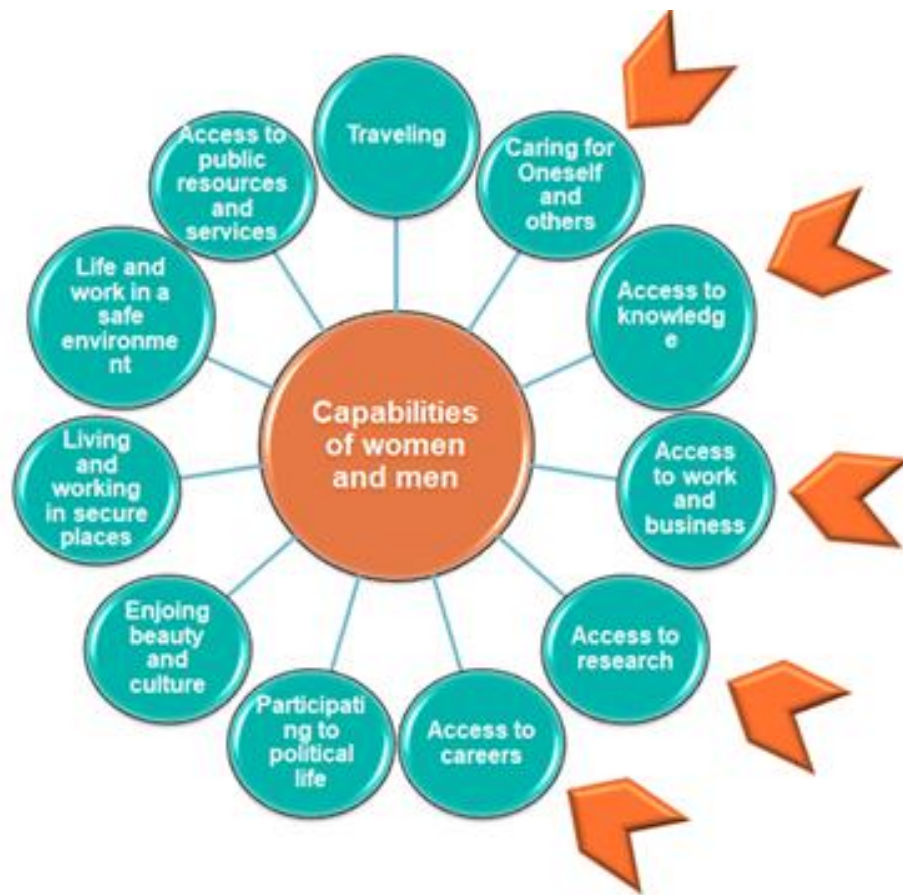 Traveling
Caring for
Oneself
and
others
Access to
knowledg
e
Access
to work
and
business
Access to
research
Access to
careers
Participati
ng to
political
life
Enjoing
beauty
and
culture
Living
and
working
in secure
places
Life and
work in a
safe
environme
nt
Access to
public
resources
and
services
Capabilities
of women
and men